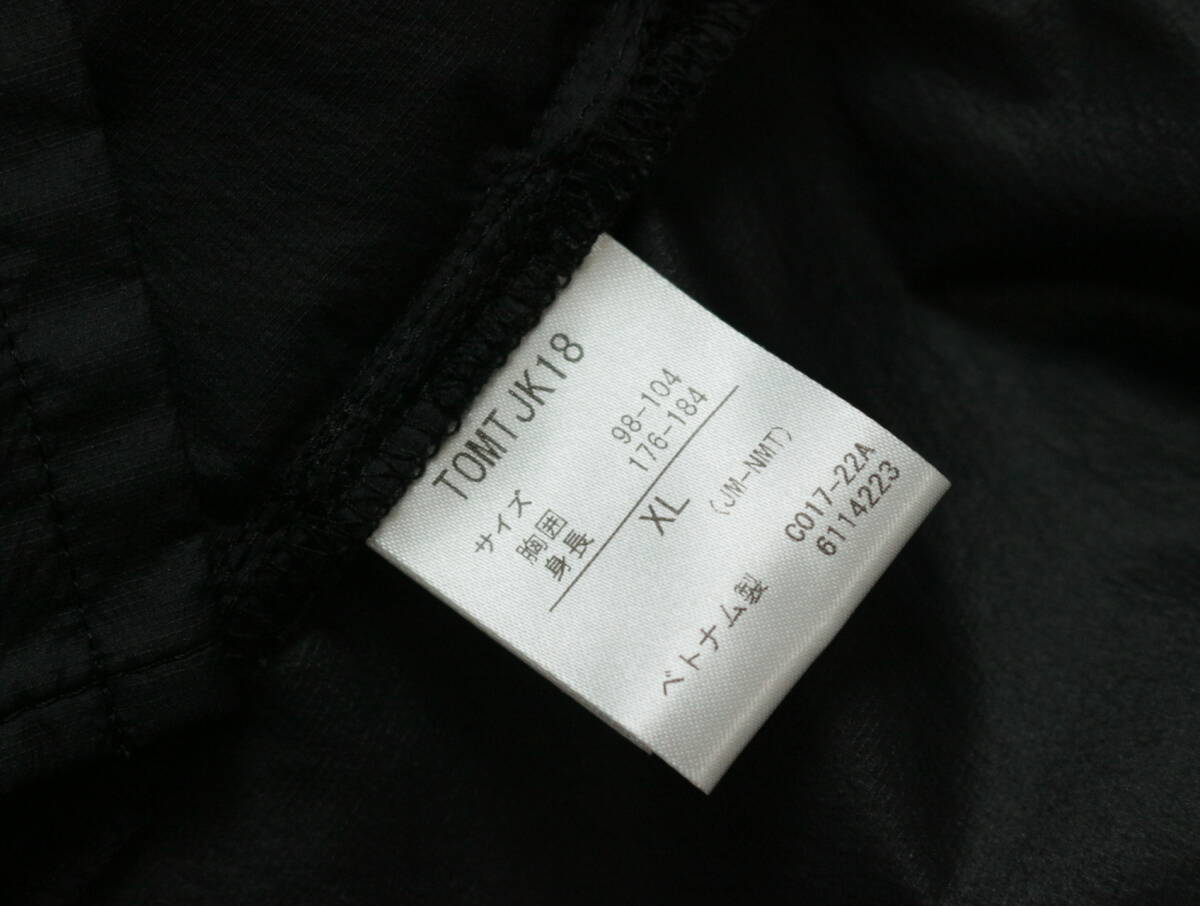 TOMTJK18
サイズ
胸囲 98-104
身長 176-184
XL
(JM-NMT)
ベトナム製 C017-22A
6114223